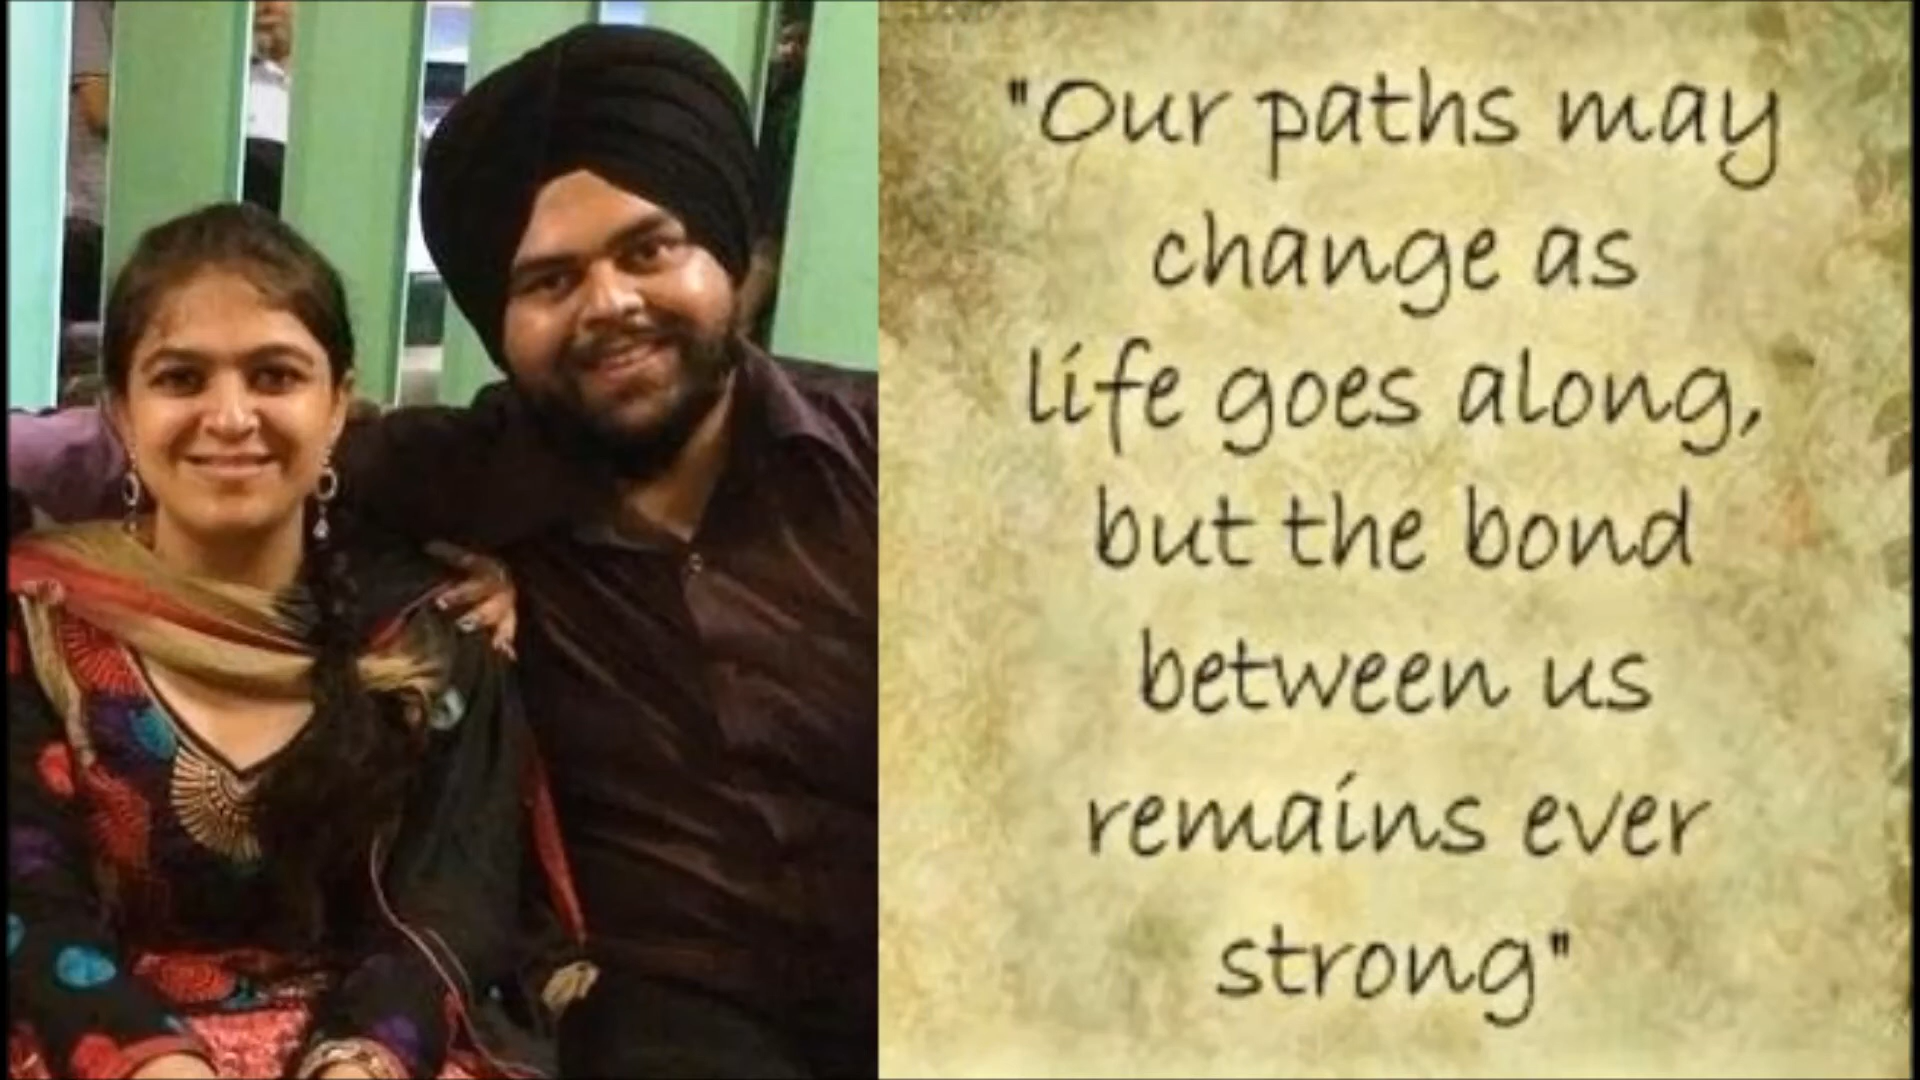 "Our paths may
change as
life goes along,
but the bond
between us
remains ever
strong"